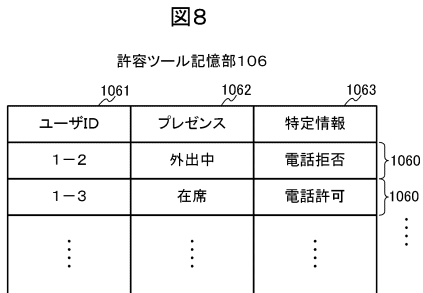 図8
許容ツール記憶部106
1061 1062 1063
ユーザID プレゼンス 特定情報
1-2 外出中 電話拒否 1060
1-3 在席 電話許可 1060